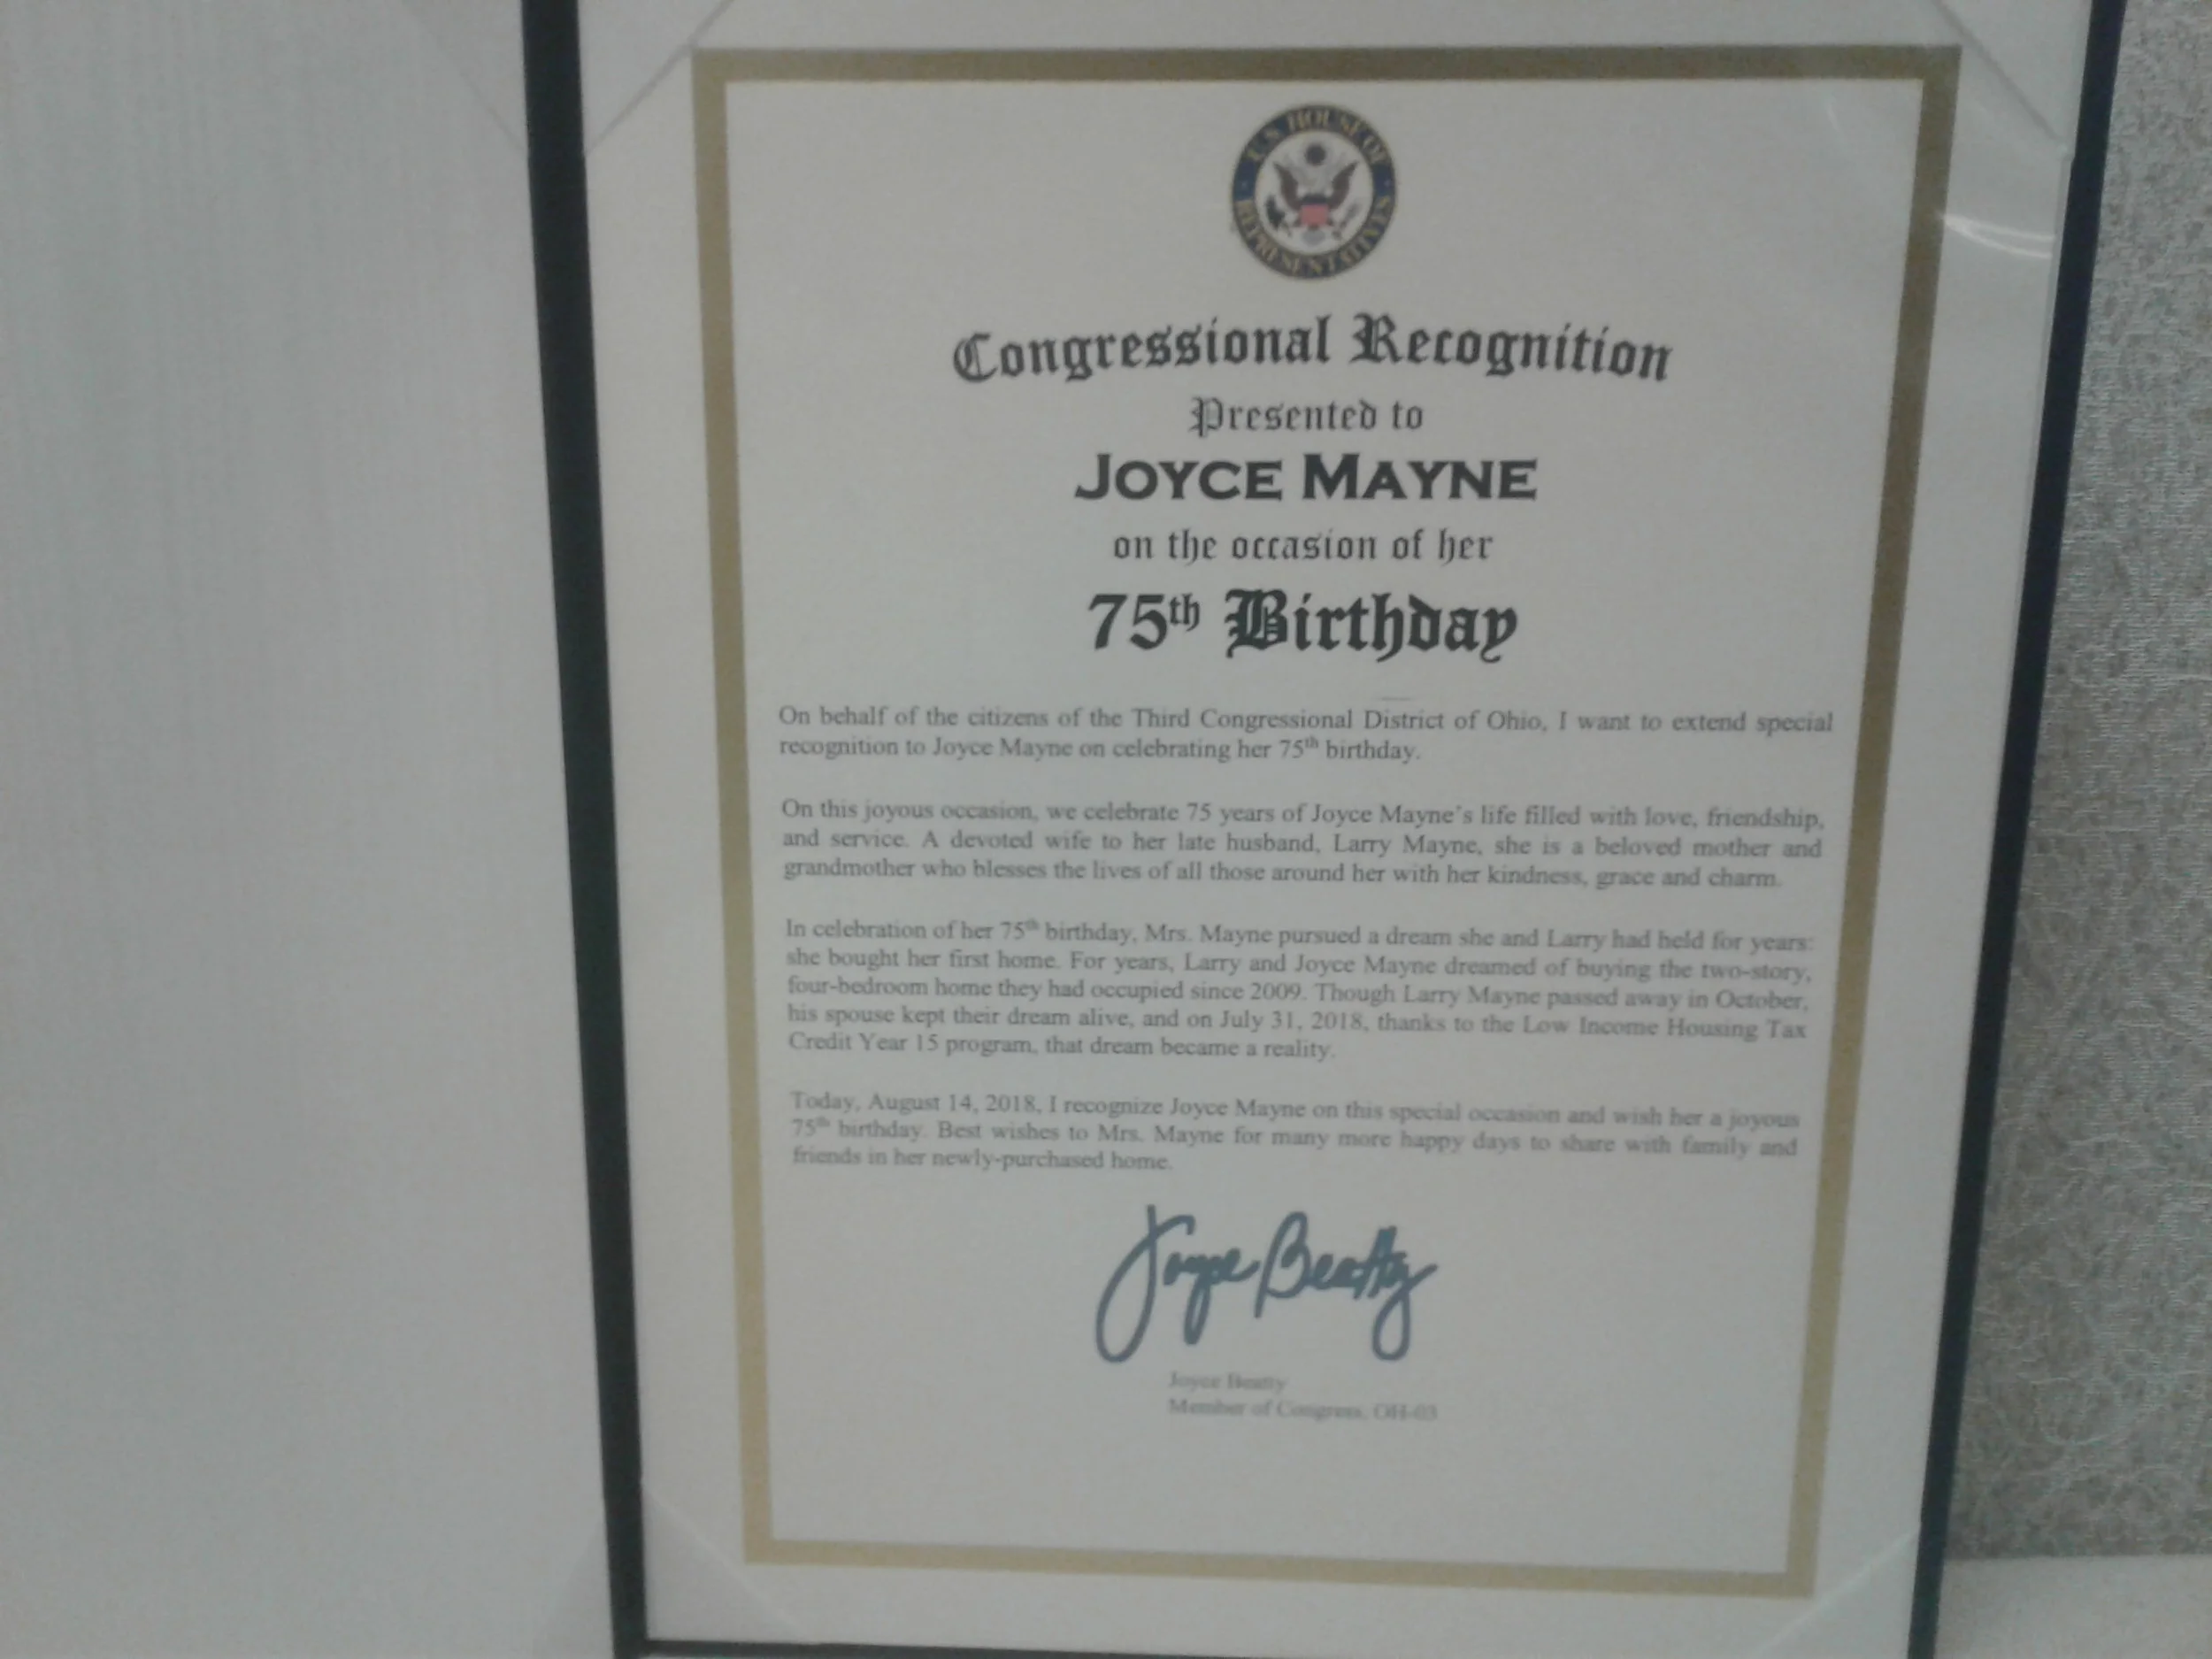 U.S. HOUSE OF REPRESENTATIVES
Congressional Recognition
Presented to
JOYCE MAYNE
on the occasion of her
75th Birthday
On behalf of the citizens of the Third Congressional District of Ohio, I want to extend special
recognition to Joyce Mayne on celebrating her 75th birthday.
On this joyous occasion, we celebrate 75 years of Joyce Mayne's life filled with love, friendship,
and service. A devoted wife to her late husband, Larry Mayne, she is a beloved mother and
grandmother who blesses the lives of all those around her with her kindness, grace and charm.
In celebration of her 75th birthday, Mrs. Mayne pursued a dream she and Larry had held for years:
she bought her first home. For years, Larry and Joyce Mayne dreamed of buying the two-story,
four-bedroom home they had occupied since 2009. Though Larry Mayne passed away in October,
his spouse kept their dream alive, and on July 31, 2018, thanks to the Low Income Housing Tax
Credit Year 15 program, that dream became a reality.
Today, August 14, 2018, I recognize Joyce Mayne on this special occasion and wish her a joyous
75th birthday. Best wishes to Mrs. Mayne for many more happy days to share with family and
friends in her newly-purchased home.
Joyce Beatty
Joyce Beatty
Member of Congress, OH-03